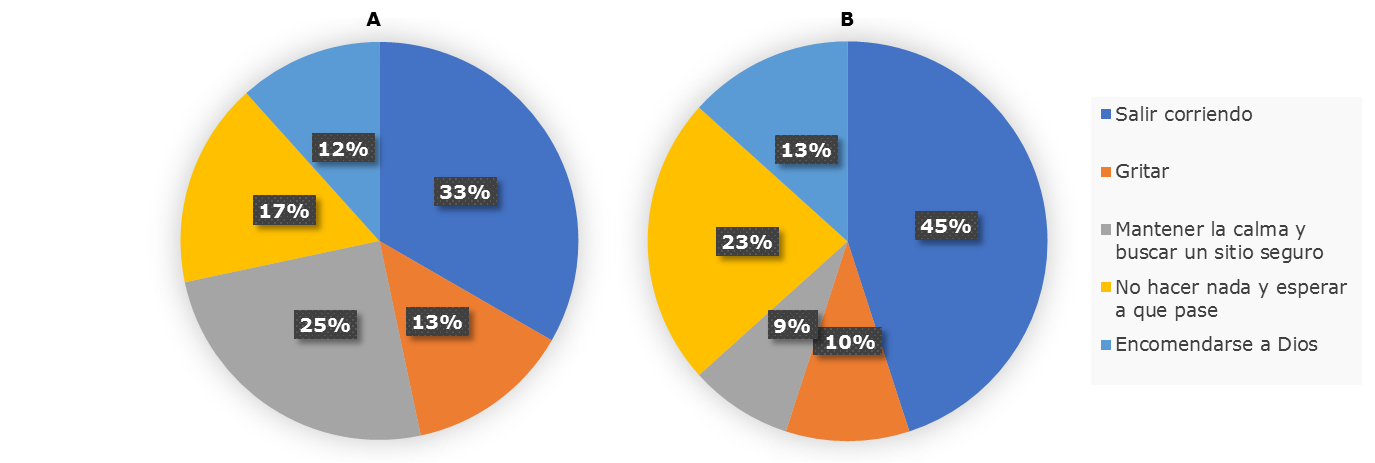 A
B
12%
33%
17%
25%
13%
13%
45%
23%
9%
10%
Salir corriendo
Gritar
Mantener la calma y
buscar un sitio seguro
No hacer nada y esperar
a que pase
Encomendarse a Dios